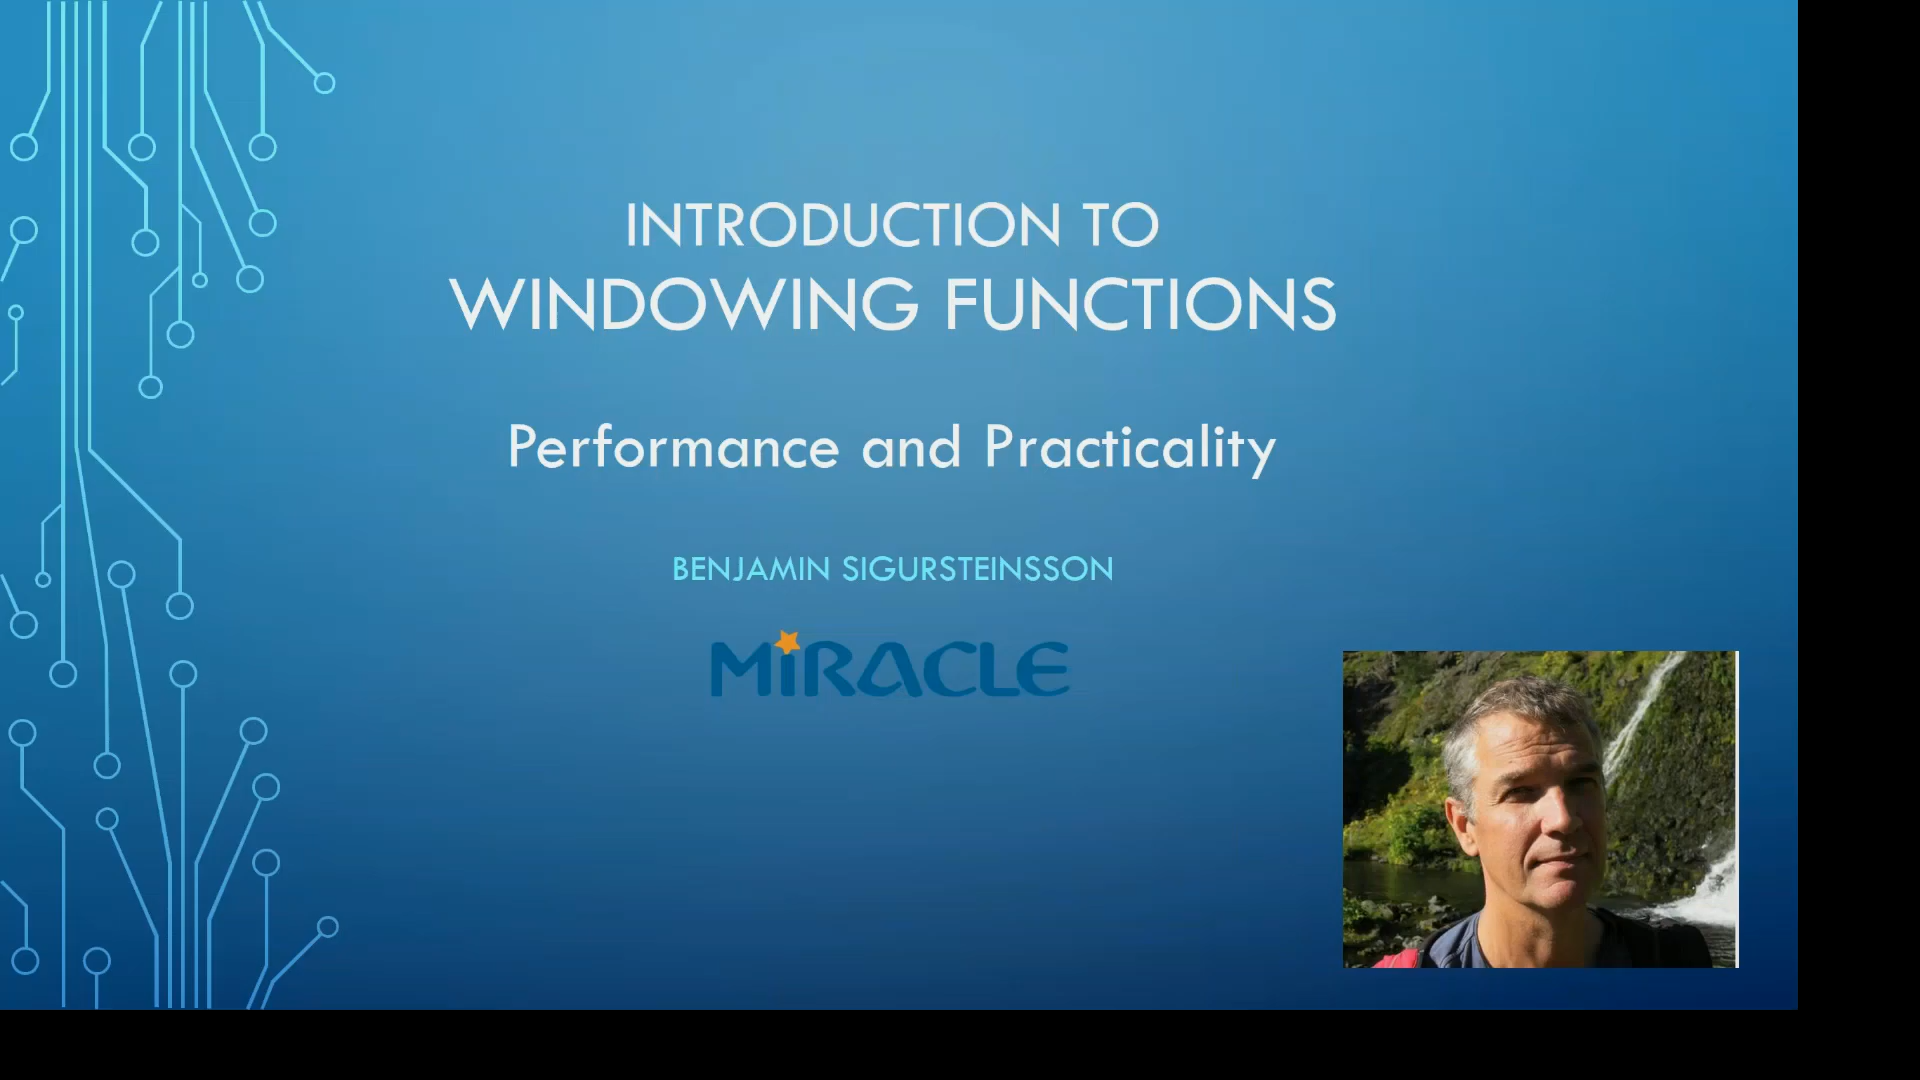 INTRODUCTION TO
WINDOWING FUNCTIONS
Performance and Practicality
BENJAMIN SIGURSTEINSSON
MiRACLE